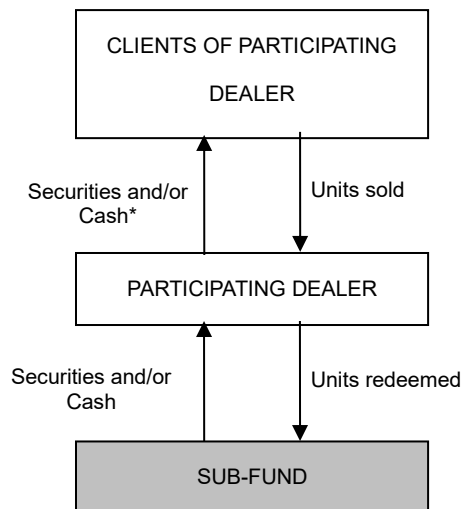 CLIENTS OF PARTICIPATING
DEALER
Securities and/or
Cash*
Units sold
PARTICIPATING DEALER
Securities and/or
Cash
Units redeemed
SUB-FUND